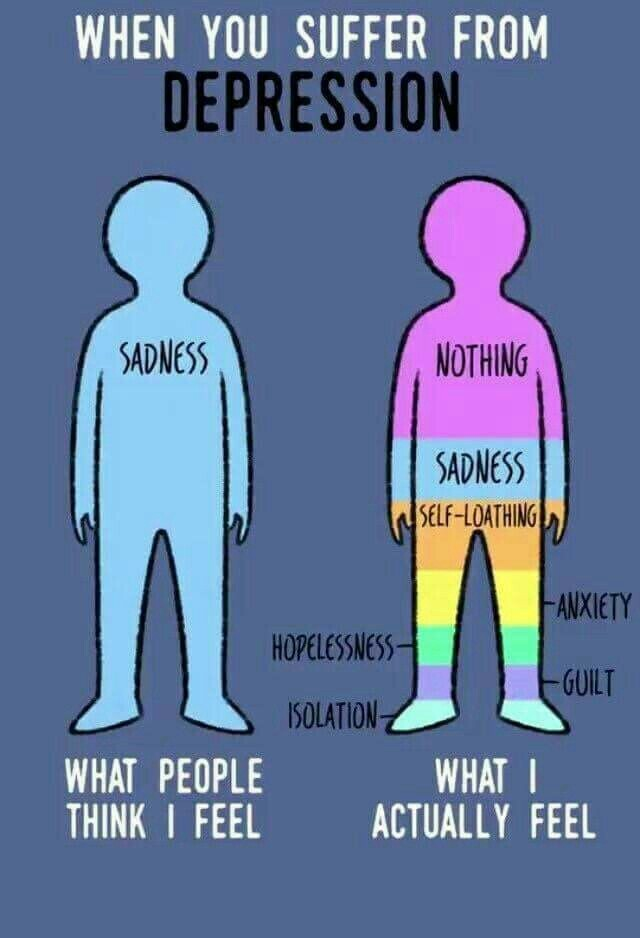 WHEN YOU SUFFER FROM
DEPRESSION
SADNESS
NOTHING
SADNESS
SELF-LOATHING
ANXIETY
HOPELESSNESS
GUILT
ISOLATION
WHAT PEOPLE
THINK I FEEL
WHAT I
ACTUALLY FEEL